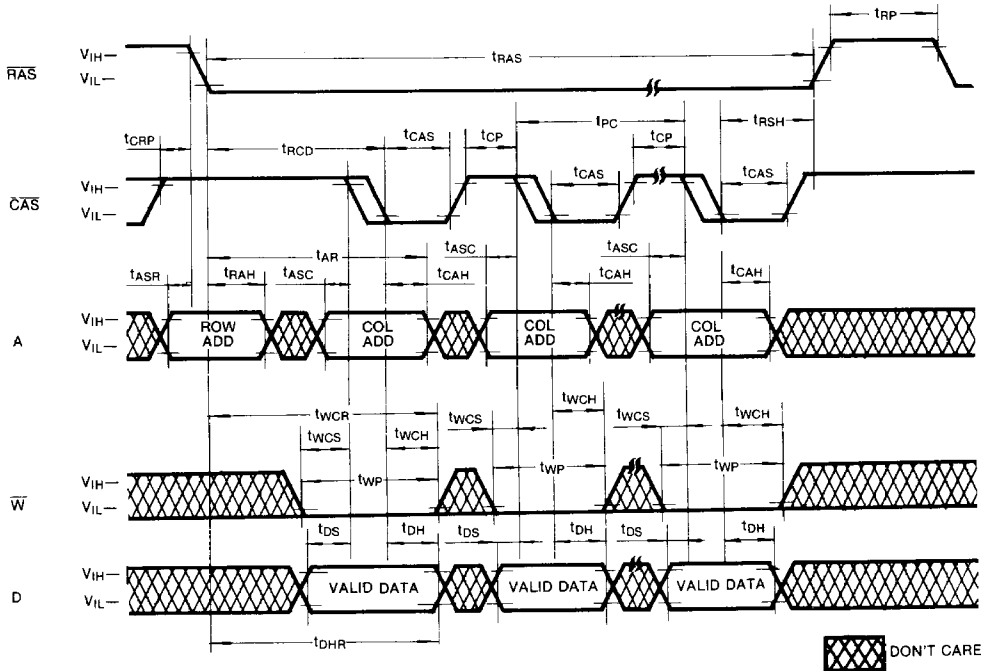 tRP
VIH
RAS
VIL
tRAS
tCRP
tRCD
tCAS
tCP
tPC
tCP
tRSH
VIH
CAS
VIL
tCAS
tCAS
tAR
tASC
tASC
tASR
tRAH
tASC
tCAH
tCAH
tCAH
VIH
A
VIL
ROW ADD
COL ADD
COL ADD
COL ADD
tWCR
tWCS
tWCH
tWCS
tWCH
tWCS
tWCH
tWP
tWP
tWP
VIH
W
VIL
tDS
tDH
tDS
tDH
tDS
tDH
VIH
D
VIL
VALID DATA
VALID DATA
VALID DATA
tDHR
DON'T CARE